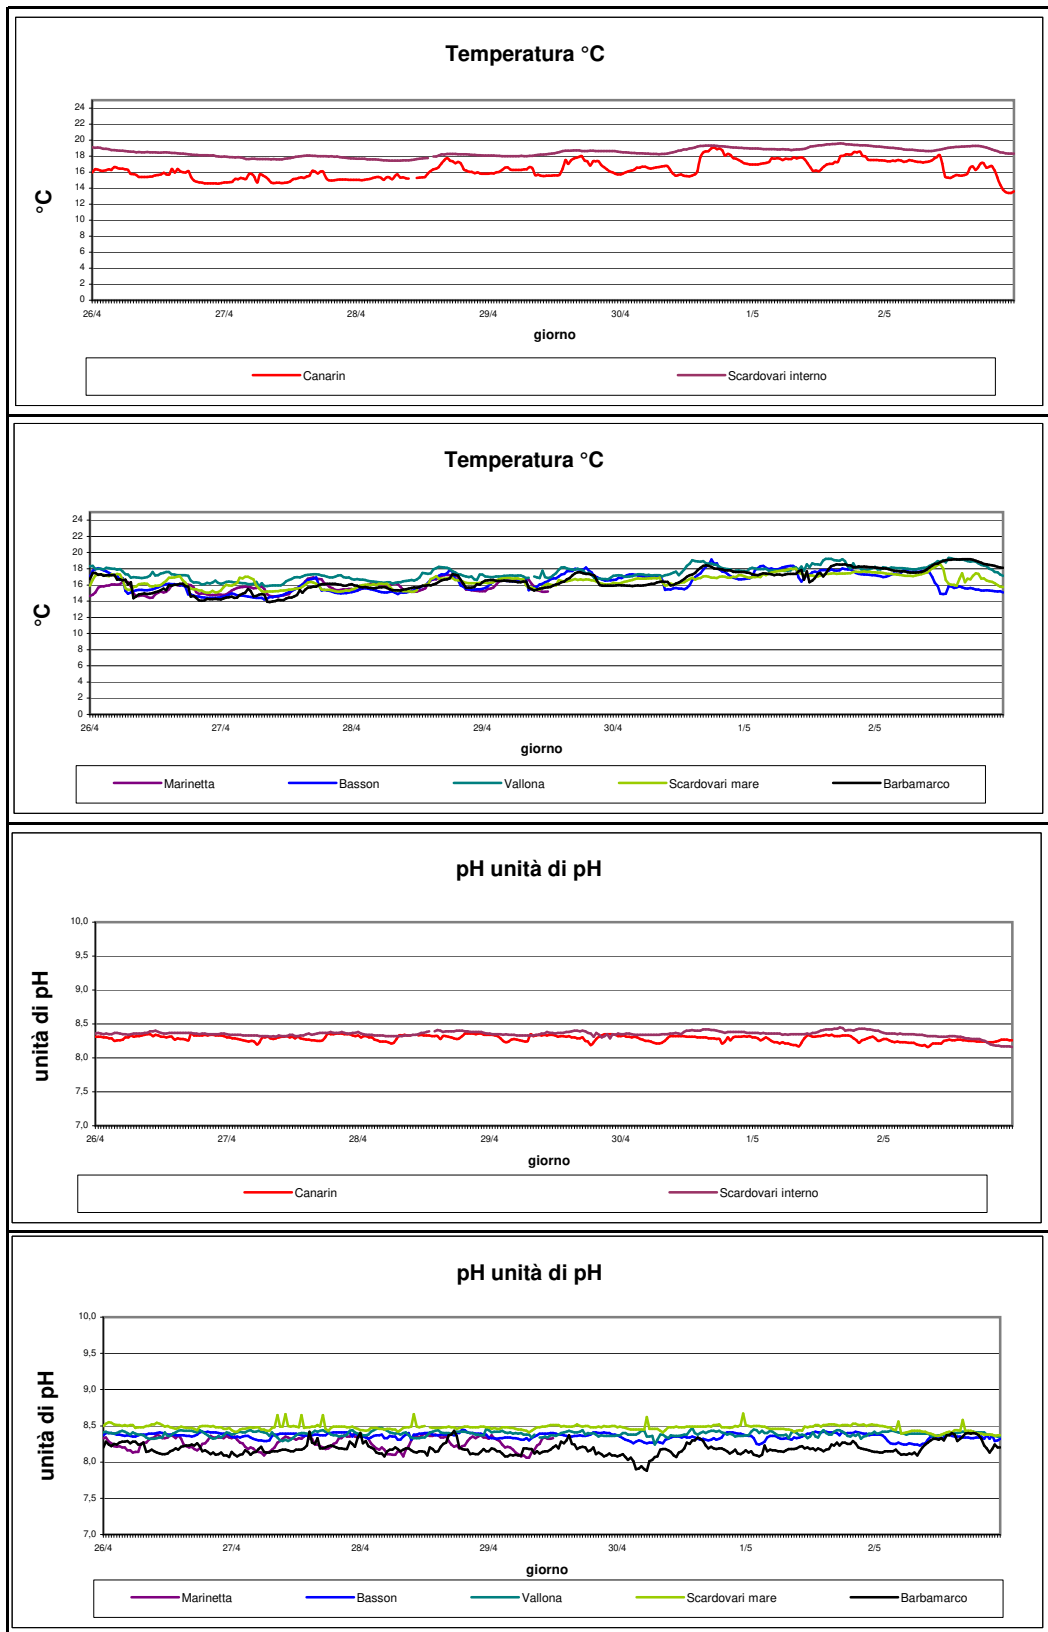 Temperatura °C
°C
24
22
20
18
16
14
12
10
8
6
4
2
0
26/4 27/4 28/4 29/4 30/4 1/5 2/5
giorno
Canarin Scardovari interno
Temperatura °C
°C
24
22
20
18
16
14
12
10
8
6
4
2
0
26/4 27/4 28/4 29/4 30/4 1/5 2/5
giorno
Marinetta Basson Vallona Scardovari mare Barbamarco
pH unità di pH
unità di pH
10,0
9,5
9,0
8,5
8,0
7,5
7,0
26/4 27/4 28/4 29/4 30/4 1/5 2/5
giorno
Canarin Scardovari interno
pH unità di pH
unità di pH
10,0
9,5
9,0
8,5
8,0
7,5
7,0
26/4 27/4 28/4 29/4 30/4 1/5 2/5
giorno
Marinetta Basson Vallona Scardovari mare Barbamarco